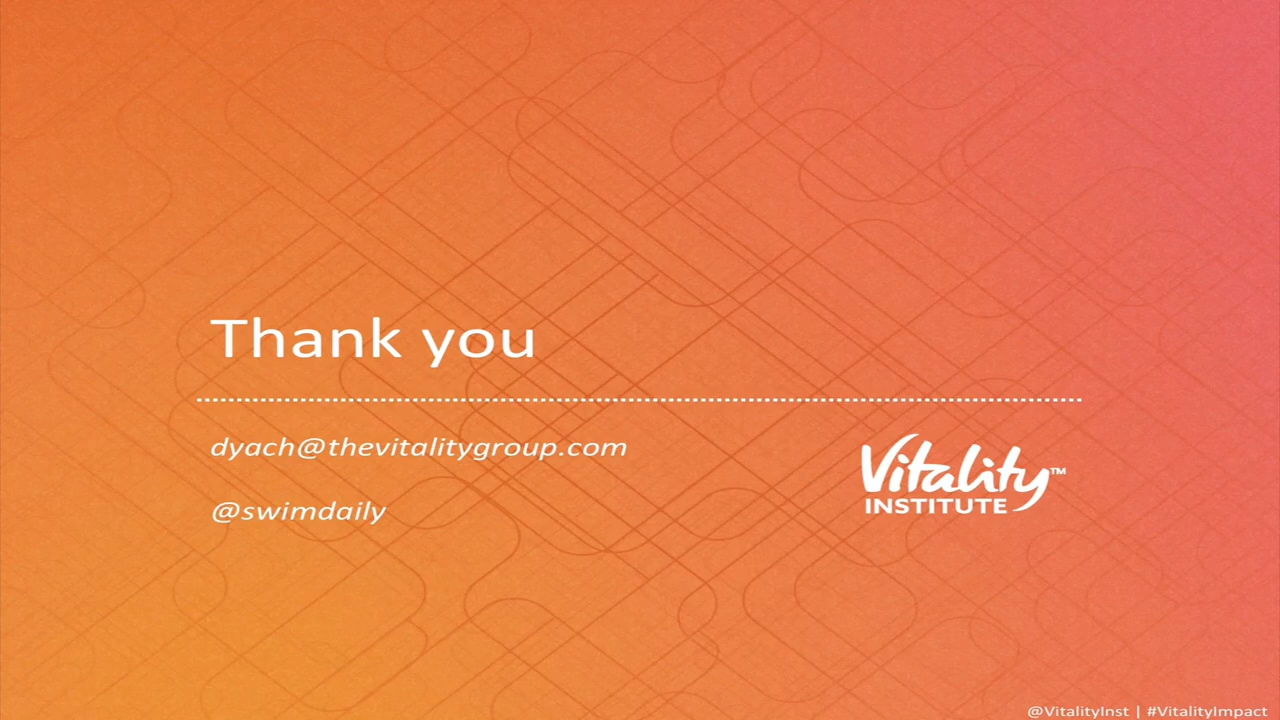 Thank you
dyach@thevitalitygroup.com
@swimdaily
Vitality™
INSTITUTE
@VitalityInst | #VitalityImpact